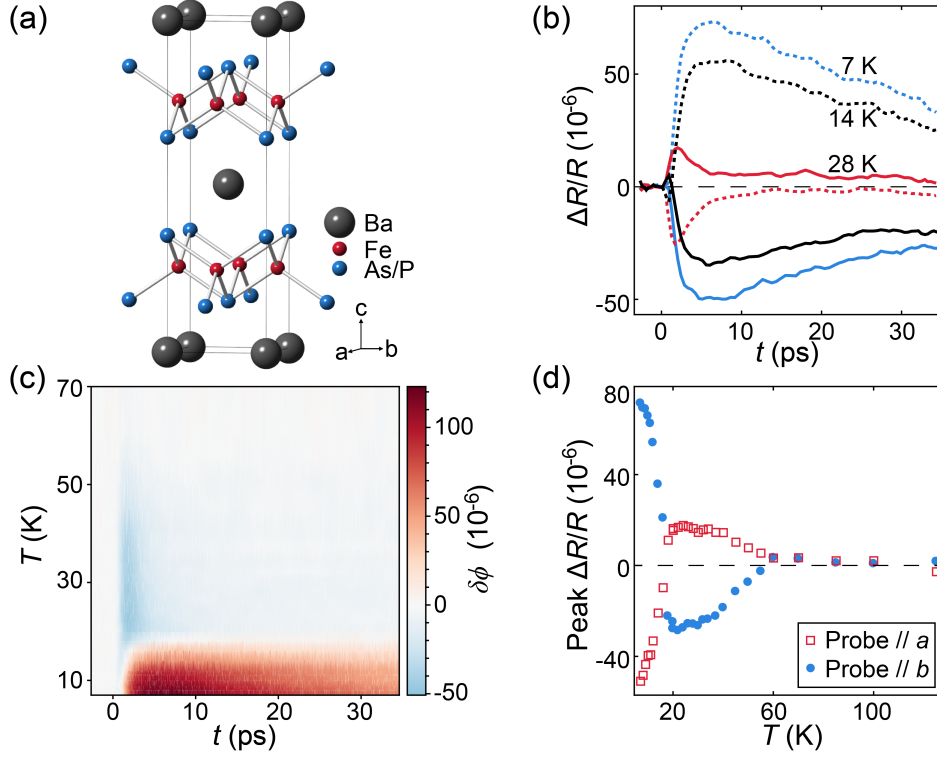 (a)
Ba
Fe
As/P
c
a
b
(b)
ΔR/R (10⁻⁶)
50
0
-50
7 K
14 K
28 K
0
10
20
30
t (ps)
(c)
T (K)
70
50
30
10
0
10
20
30
t (ps)
100
50
0
-50
δϕ (10⁻⁶)
(d)
Peak ΔR/R (10⁻⁶)
80
40
0
-40
Probe // a
Probe // b
20
60
100
T (K)